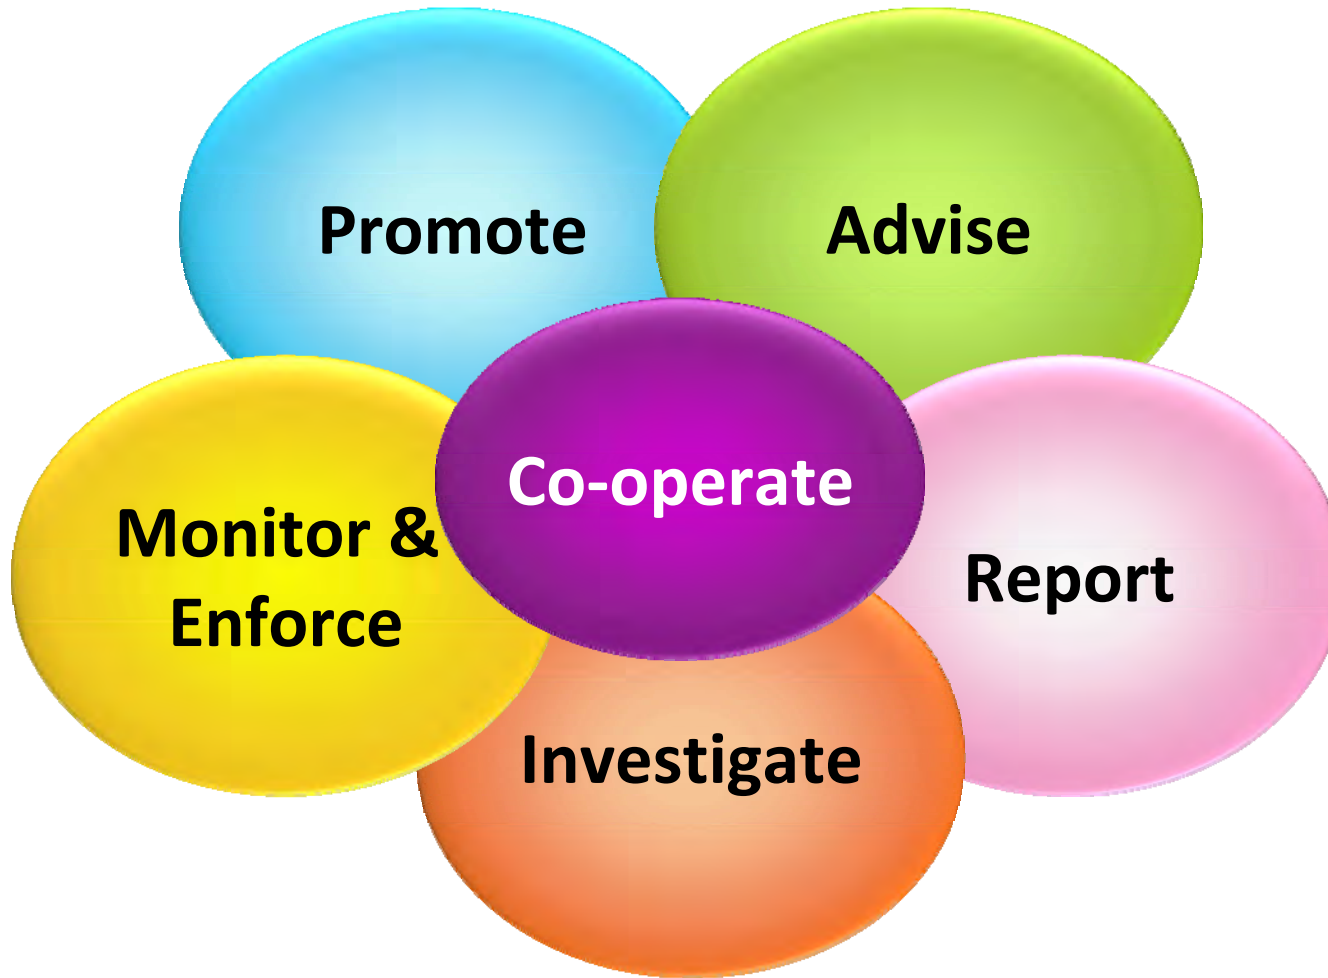 Promote
Advise
Co-operate
Monitor &
Enforce
Report
Investigate